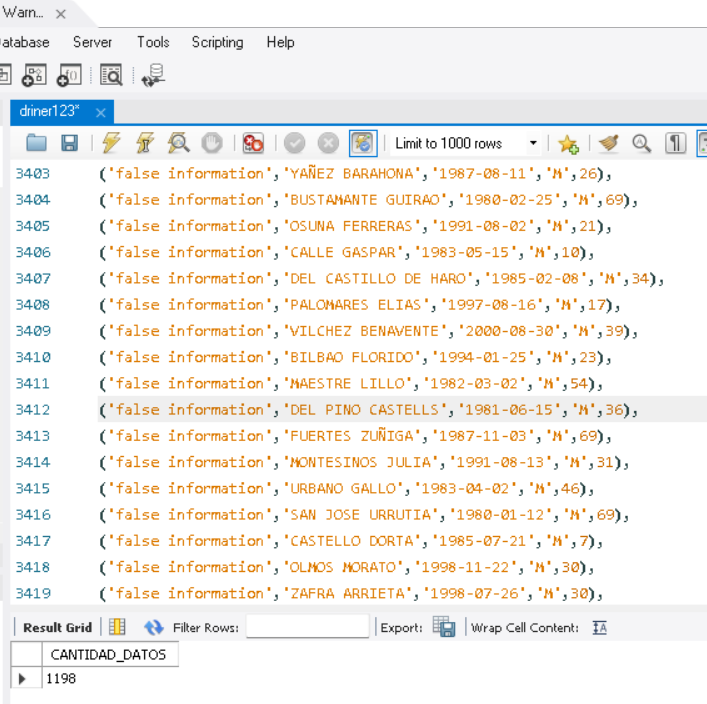 Warn...
atabase Server Tools Scripting Help
driner123*
Limit to 1000 rows
3403 ('false information','YAÑEZ BARAHONA','1987-08-11','M',26),
3404 ('false information','BUSTAMANTE GUIRAO','1980-02-25','M',69),
3405 ('false information','OSUNA FERRERAS','1991-08-02','M',21),
3406 ('false information','CALLE GASPAR','1983-05-15','M',10),
3407 ('false information','DEL CASTILLO DE HARO','1985-02-08','M',34),
3408 ('false information','PALOMARES ELIAS','1997-08-16','M',17),
3409 ('false information','VILCHEZ BENAVENTE','2000-08-30','M',39),
3410 ('false information','BILBAO FLORIDO','1994-01-25','M',23),
3411 ('false information','MAESTRE LILLO','1982-03-02','M',54),
3412 ('false information','DEL PINO CASTELLS','1981-06-15','M',36),
3413 ('false information','FUERTES ZUÑIGA','1987-11-03','M',69),
3414 ('false information','MONTESINOS JULIA','1991-08-13','M',31),
3415 ('false information','URBANO GALLO','1983-04-02','M',46),
3416 ('false information','SAN JOSE URRUTIA','1980-01-12','M',69),
3417 ('false information','CASTELLO DORTA','1985-07-21','M',7),
3418 ('false information','OLMOS MORATO','1998-11-22','M',30),
3419 ('false information','ZAFRA ARRIETA','1998-07-26','M',30),
Result Grid Filter Rows: Export: Wrap Cell Content:
CANTIDAD_DATOS
1198